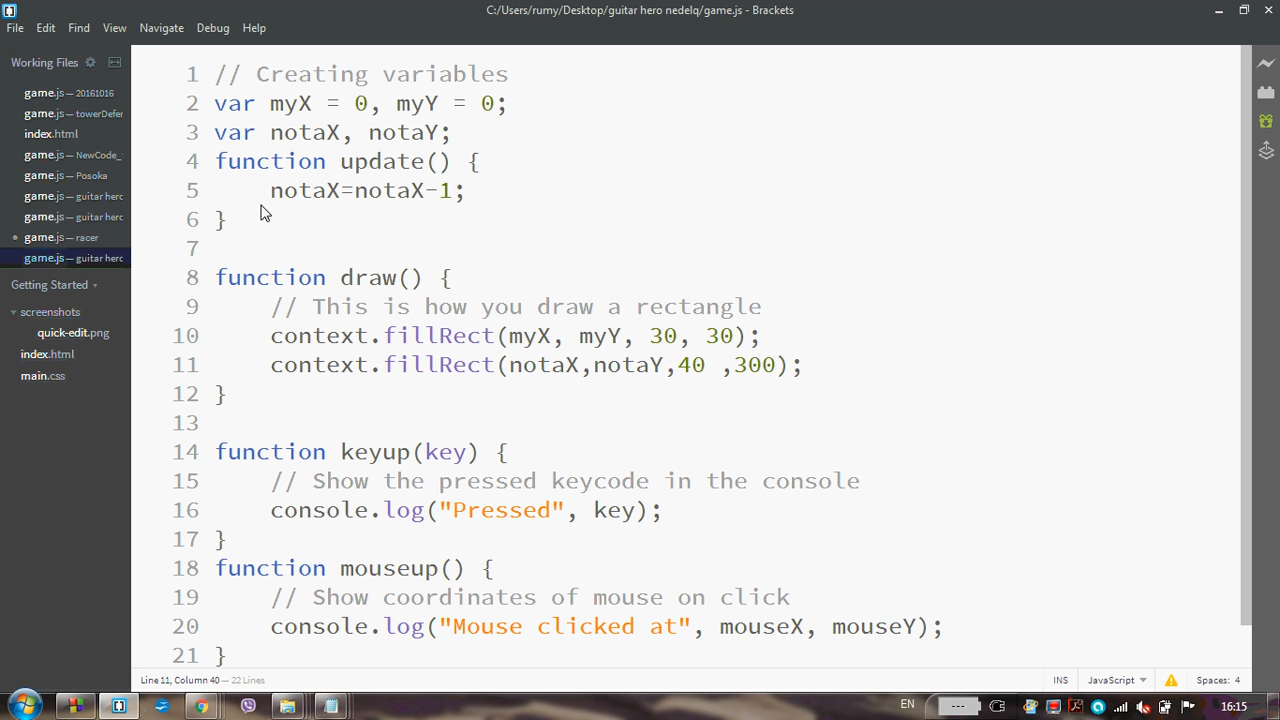 C:/Users/rumy/Desktop/guitar hero nedelq/game.js - Brackets
File Edit Find View Navigate Debug Help
Working Files
game.js — 20161016
game.js — towerDefer
index.html
game.js — NewCode_
game.js — Posoka
game.js — guitar herc
game.js — guitar herc
game.js — racer
game.js — guitar herc
Getting Started
screenshots
quick-edit.png
index.html
main.css
1 // Creating variables
2 var myX = 0, myY = 0;
3 var notaX, notaY;
4 function update() {
5     notaX=notaX-1;
6 }
7
8 function draw() {
9     // This is how you draw a rectangle
10     context.fillRect(myX, myY, 30, 30);
11     context.fillRect(notaX,notaY,40 ,300);
12 }
13
14 function keyup(key) {
15     // Show the pressed keycode in the console
16     console.log("Pressed", key);
17 }
18 function mouseup() {
19     // Show coordinates of mouse on click
20     console.log("Mouse clicked at", mouseX, mouseY);
21 }
Line 11, Column 40 — 22 Lines
INS JavaScript Spaces: 4
EN 16:15